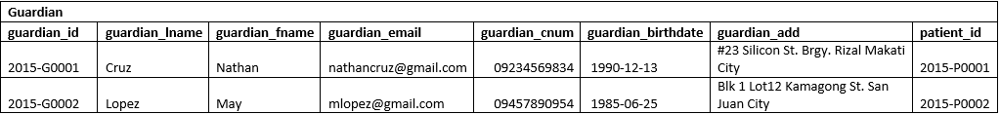 Guardian
guardian_id guardian_lname guardian_fname guardian_email guardian_cnum guardian_birthdate guardian_add patient_id
2015-G0001 Cruz Nathan nathancruz@gmail.com 09234569834 1990-12-13 #23 Silicon St. Brgy. Rizal Makati City 2015-P0001
2015-G0002 Lopez May mlopez@gmail.com 09457890954 1985-06-25 Blk 1 Lot12 Kamagong St. San Juan City 2015-P0002